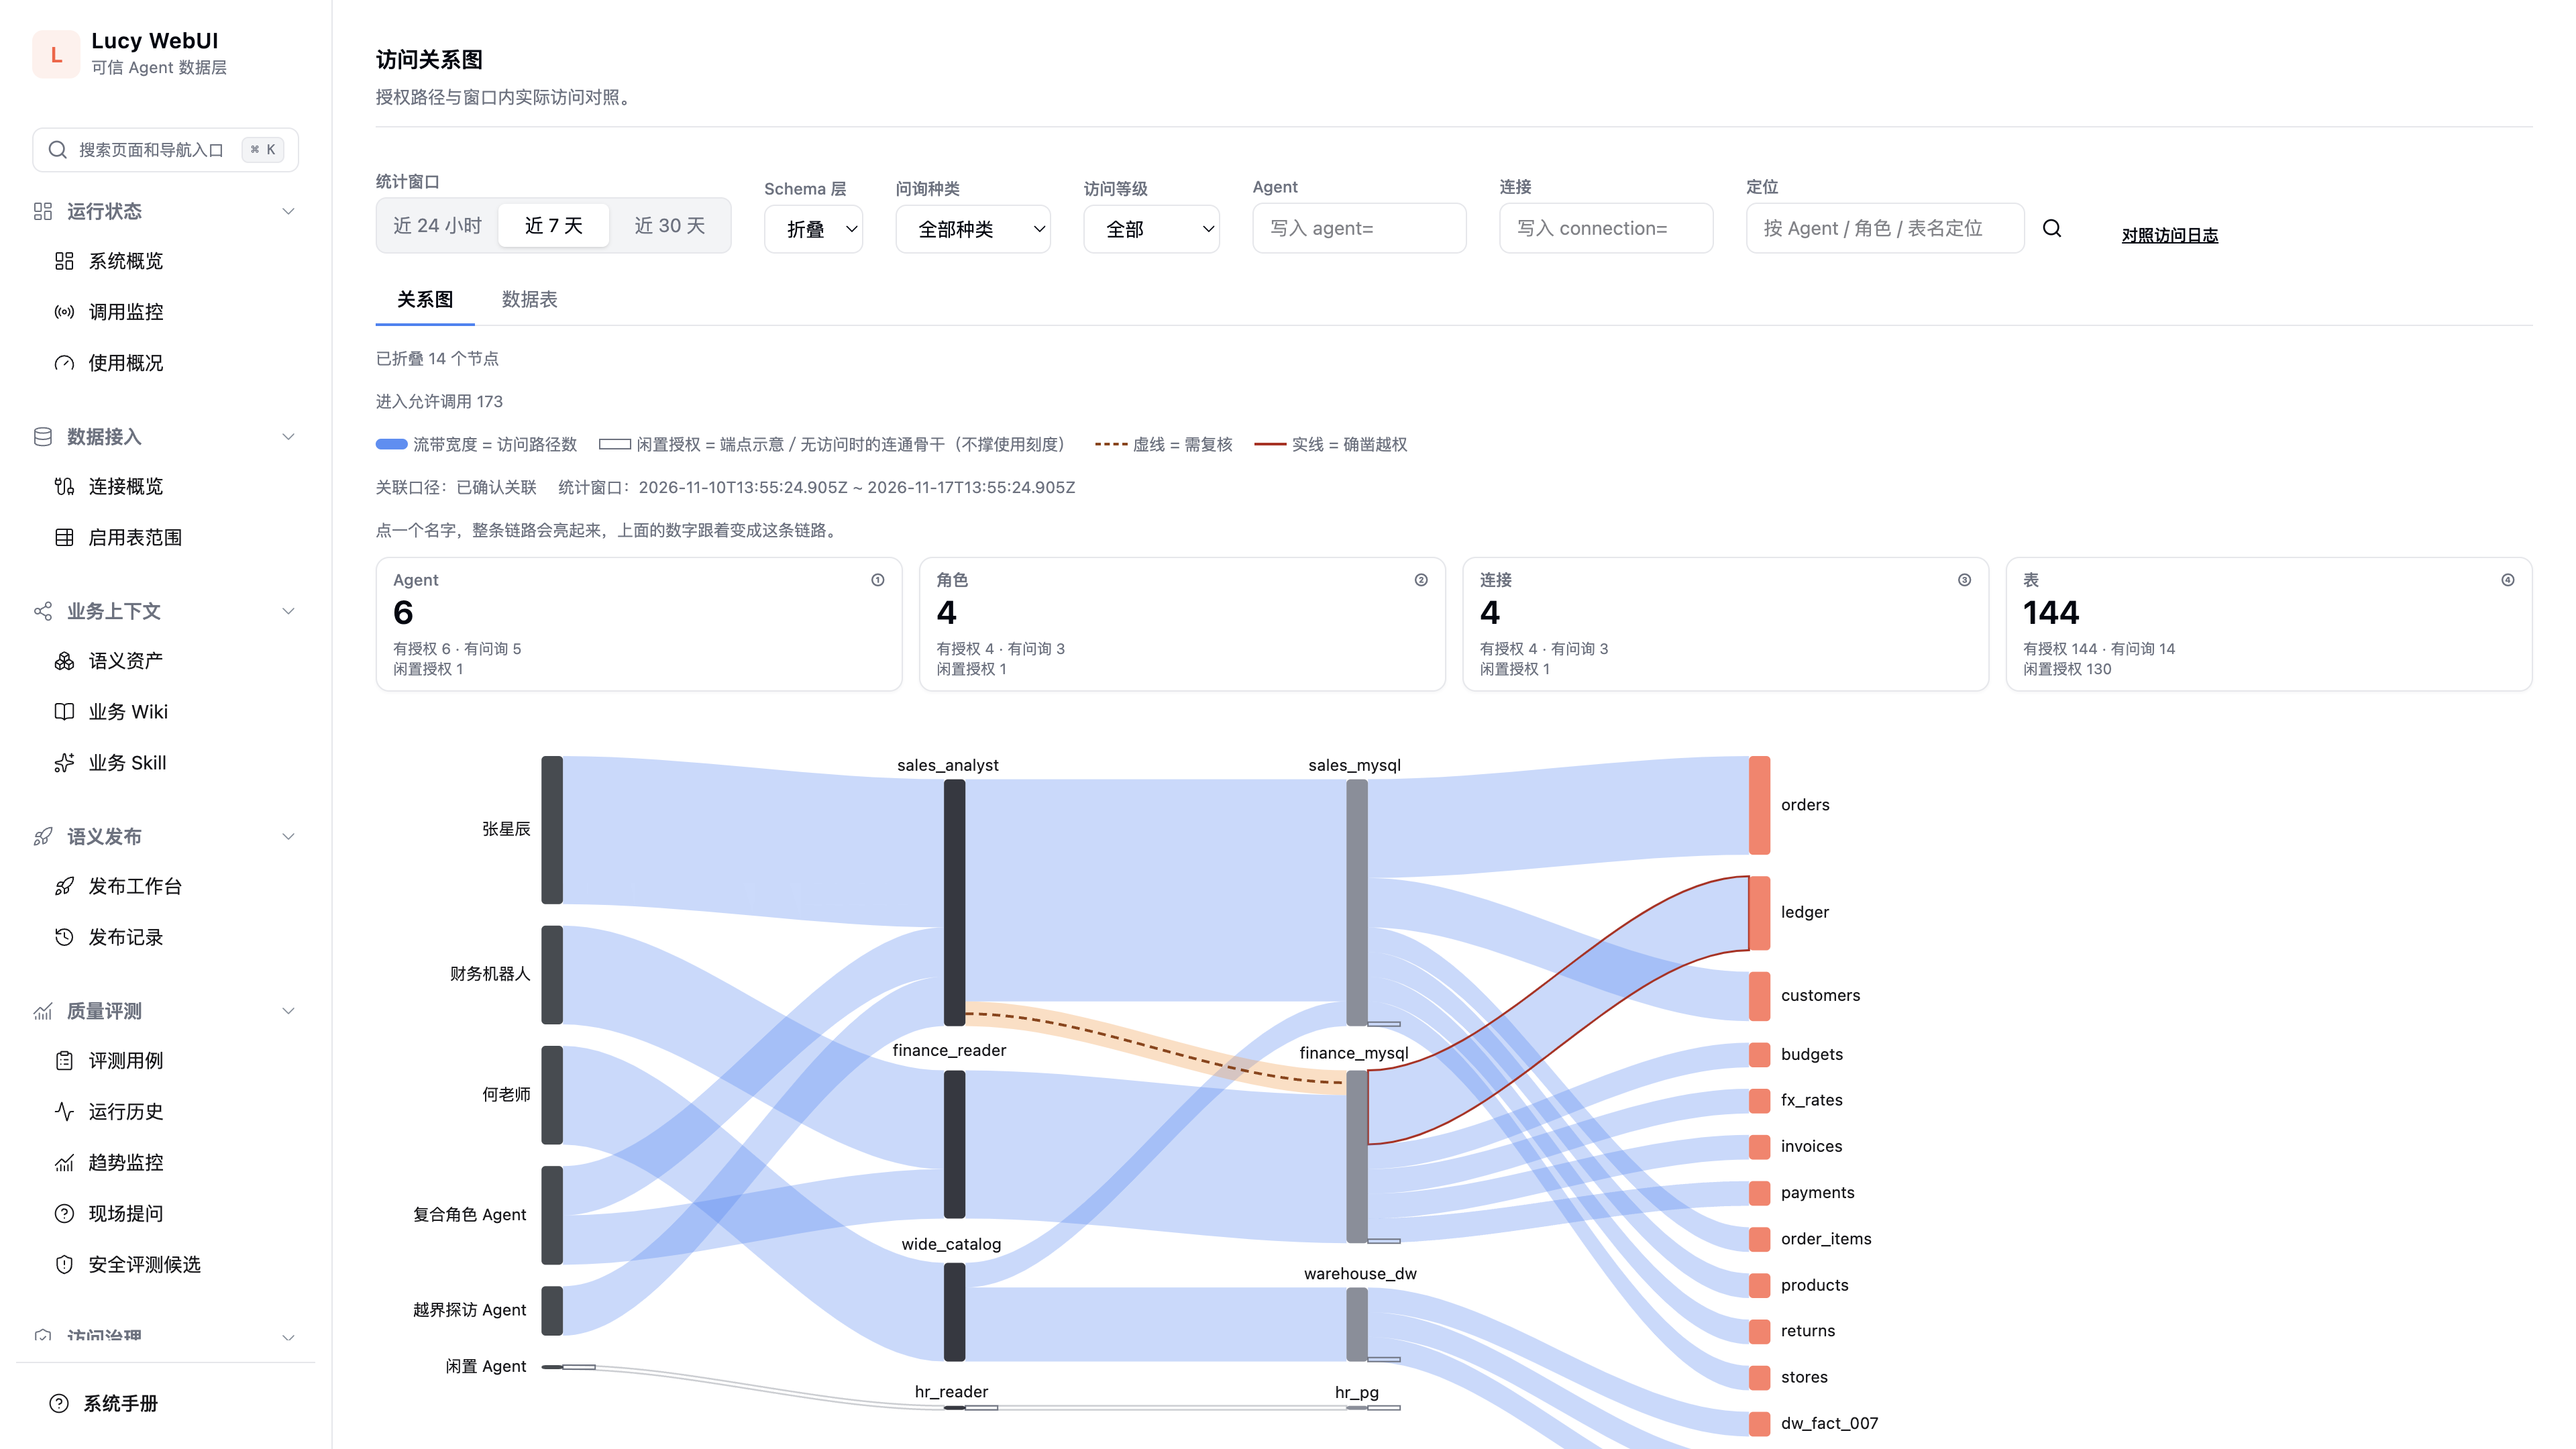 L
Lucy WebUI
可信 Agent 数据层
搜索页面和导航入口 ⌘ K
运行状态
系统概览
调用监控
使用概况
数据接入
连接概览
启用表范围
业务上下文
语义资产
业务 Wiki
业务 Skill
语义发布
发布工作台
发布记录
质量评测
评测用例
运行历史
趋势监控
现场提问
安全评测候选
访问治理
系统手册
访问关系图
授权路径与窗口内实际访问对照。
统计窗口
近 24 小时 近 7 天 近 30 天
Schema 层
折叠
问询种类
全部种类
访问等级
全部
Agent
写入 agent=
连接
写入 connection=
定位
按 Agent / 角色 / 表名定位
对照访问日志
关系图 数据表
已折叠 14 个节点
进入允许调用 173
流带宽度 = 访问路径数 闲置授权 = 端点示意 / 无访问时的连通骨干（不撑使用刻度） 虚线 = 需复核 实线 = 确凿越权
关联口径：已确认关联 统计窗口：2026-11-10T13:55:24.905Z ~ 2026-11-17T13:55:24.905Z
点一个名字，整条链路会亮起来，上面的数字跟着变成这条链路。
Agent ①
6
有授权 6 · 有问询 5
闲置授权 1
角色 ②
4
有授权 4 · 有问询 3
闲置授权 1
连接 ③
4
有授权 4 · 有问询 3
闲置授权 1
表 ④
144
有授权 144 · 有问询 14
闲置授权 130
张星辰
财务机器人
何老师
复合角色 Agent
越界探访 Agent
闲置 Agent
sales_analyst
finance_reader
wide_catalog
hr_reader
sales_mysql
finance_mysql
warehouse_dw
hr_pg
orders
ledger
customers
budgets
fx_rates
invoices
payments
order_items
products
returns
stores
dw_fact_007